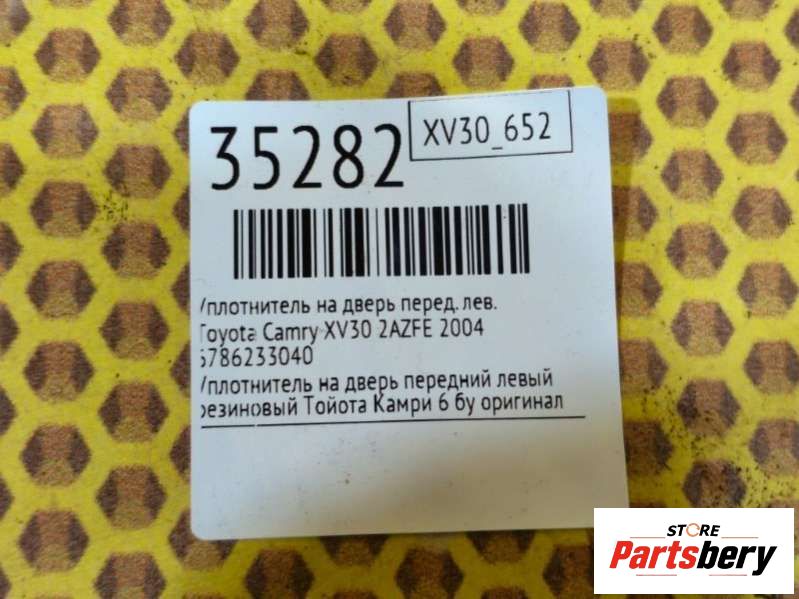 35282
XV30_652
Уплотнитель на дверь перед. лев.
Toyota Camry XV30 2AZFE 2004
6786233040
Уплотнитель на дверь передний левый
резиновый Тойота Камри 6 бу оригинал
STORE
Partsbery